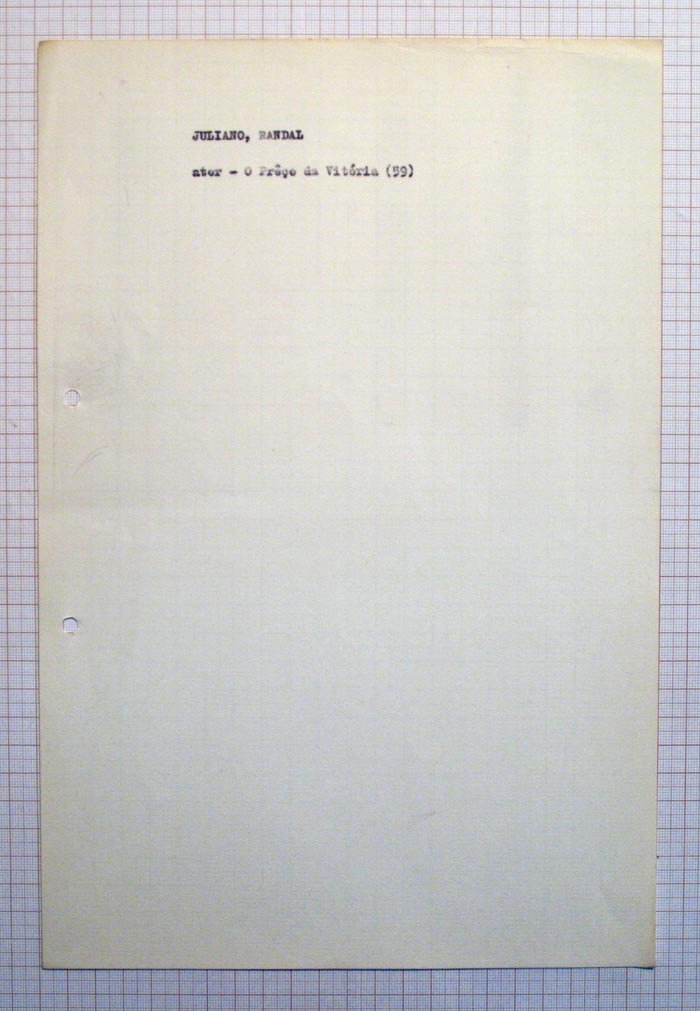 JULIANO, RANDAL
ator - O Prêço da Vitória (59)